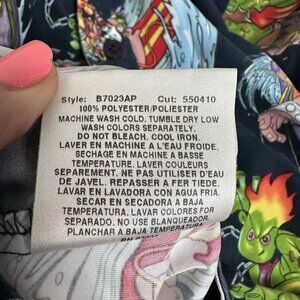 Style: B7023AP Cut: 550410
100% POLYESTER/POLIESTER
MACHINE WASH COLD. TUMBLE DRY LOW
WASH COLORS SEPARATELY.
DO NOT BLEACH. COOL IRON.
LAVER EN MACHINE A L'EAU FROIDE.
SECHAGE EN MACHINE A BASSE
TEMPERATURE. LAVER COULEURS
SEPAREMENT. NE PAS UTILISER D'EAU
DE JAVEL. REPASSER A FER TIEDE.
LAVAR EN LAVADORA CON AGUA FRIA.
SECAR EN SECADORA A BAJA
TEMPERATURA. LAVAR COLORES FOR
SEPARADO. NO USAR BLANQUEADOR.
PLANCHAR A BAJA TEMPERATURA.